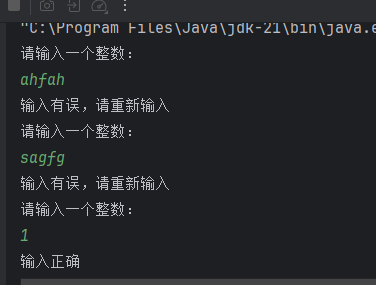 "C:\Program Files\Java\jdk-21\bin\java.e
请输入一个整数：
ahfah
输入有误，请重新输入
请输入一个整数：
sagfg
输入有误，请重新输入
请输入一个整数：
1
输入正确